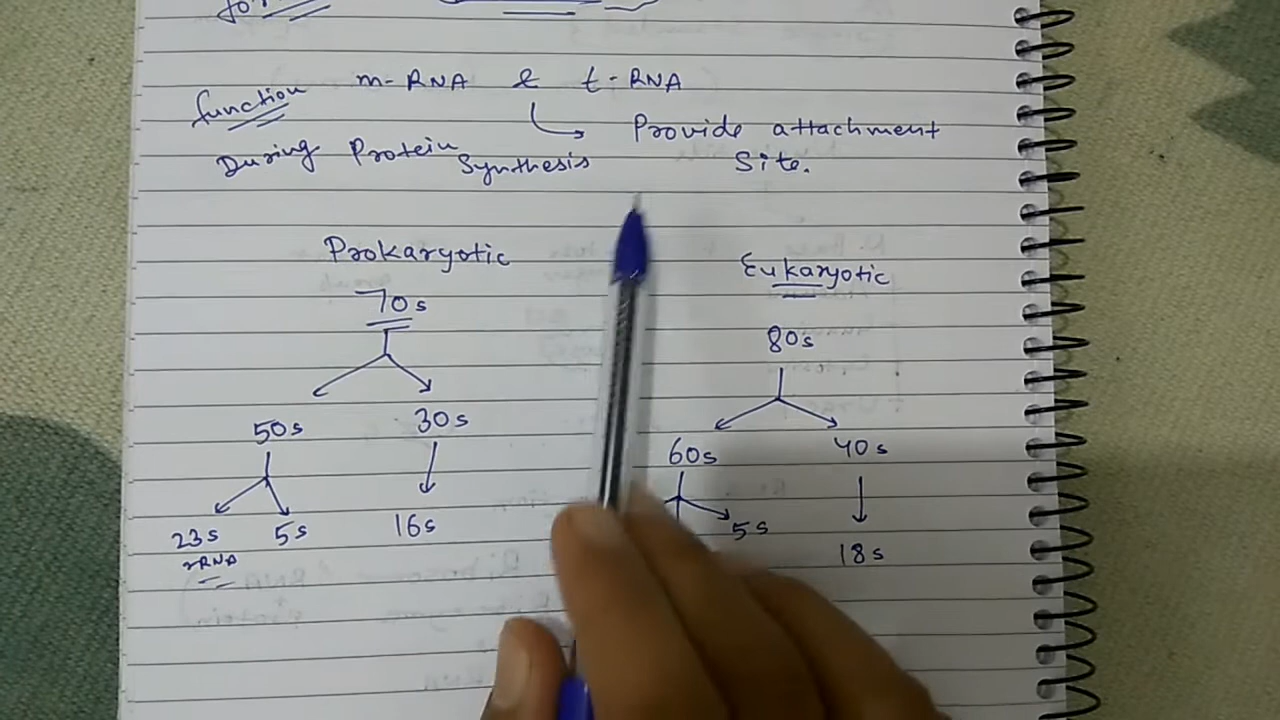 m-RNA & t-RNA
function
Provide attachment
Site.
During Protein Synthesis
Prokaryotic
Eukaryotic
70s
80s
50s 30s
60s 40s
23s 5s 16s
rRNA
5s 18s